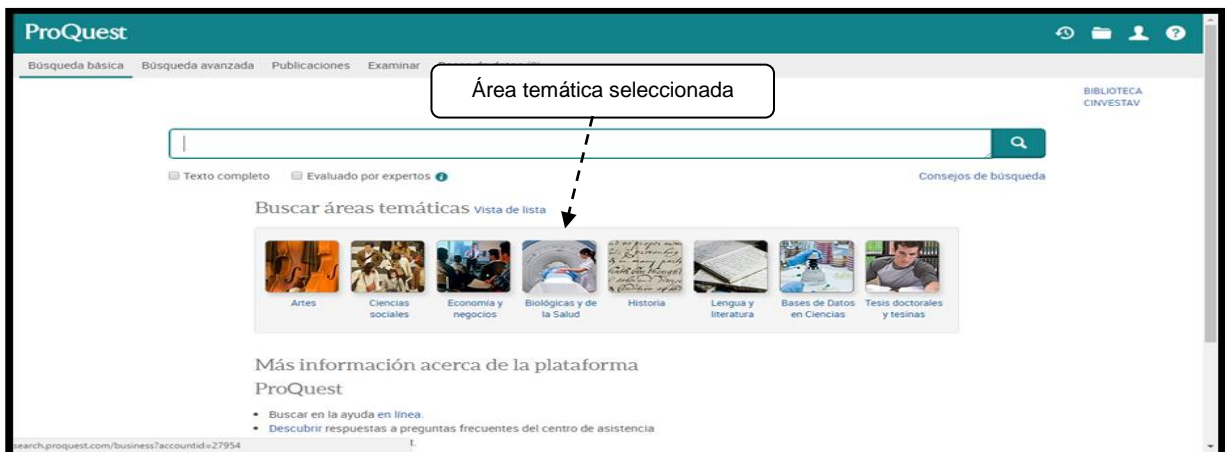 ProQuest
Búsqueda básica Búsqueda avanzada Publicaciones Examinar
Área temática seleccionada
BIBLIOTECA
CINVESTAV
Texto completo Evaluado por expertos Consejos de búsqueda
Buscar áreas temáticas Vista de lista
Artes
Ciencias sociales
Economía y negocios
Biológicas y de la Salud
Historia
Lengua y literatura
Bases de Datos en Ciencias
Tesis doctorales y tesinas
Más información acerca de la plataforma
ProQuest
• Buscar en la ayuda en línea.
• Descubrir respuestas a preguntas frecuentes del centro de asistencia
search.proquest.com/business?accountid=27954